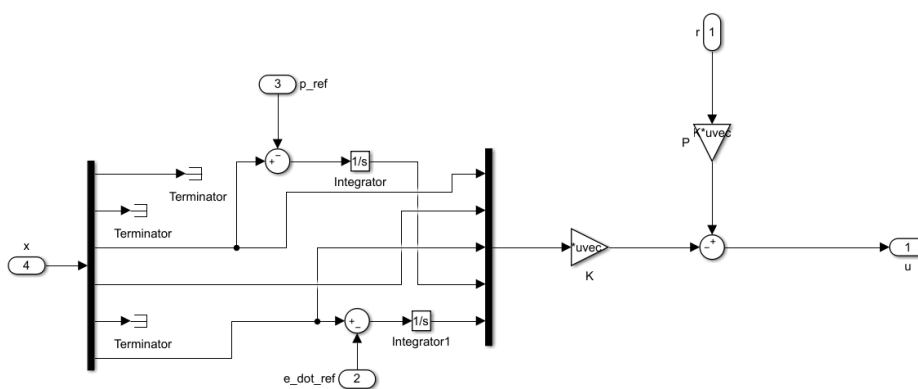 r
1
3
p_ref
K*uvec
P
1/s
Integrator
Terminator
Terminator
x
4
*uvec
K
1
u
Terminator
1/s
Integrator1
e_dot_ref
2